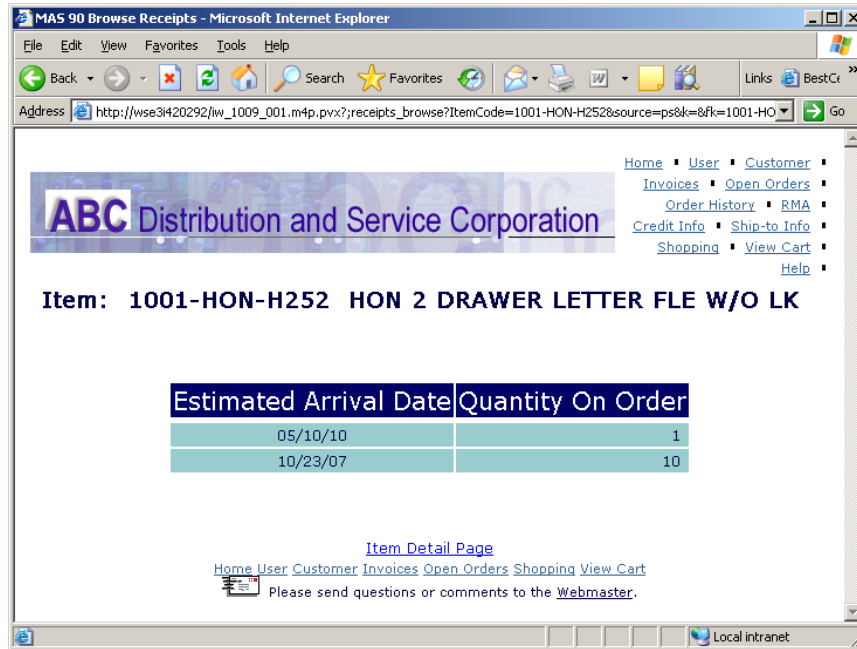 MAS 90 Browse Receipts - Microsoft Internet Explorer
File Edit View Favorites Tools Help
Back Search Favorites Links BestCe
Address http://wse3i420292/iw_1009_001.m4p.pvx?;receipts_browse?ItemCode=1001-HON-H252&source=ps&k=&fk=1001-HO Go
Home User Customer
Invoices Open Orders
Order History RMA
Credit Info Ship-to Info
Shopping View Cart
Help
ABC Distribution and Service Corporation
Item: 1001-HON-H252 HON 2 DRAWER LETTER FLE W/O LK
Estimated Arrival Date Quantity On Order
05/10/10 1
10/23/07 10
Item Detail Page
Home User Customer Invoices Open Orders Shopping View Cart
Please send questions or comments to the Webmaster.
Local intranet